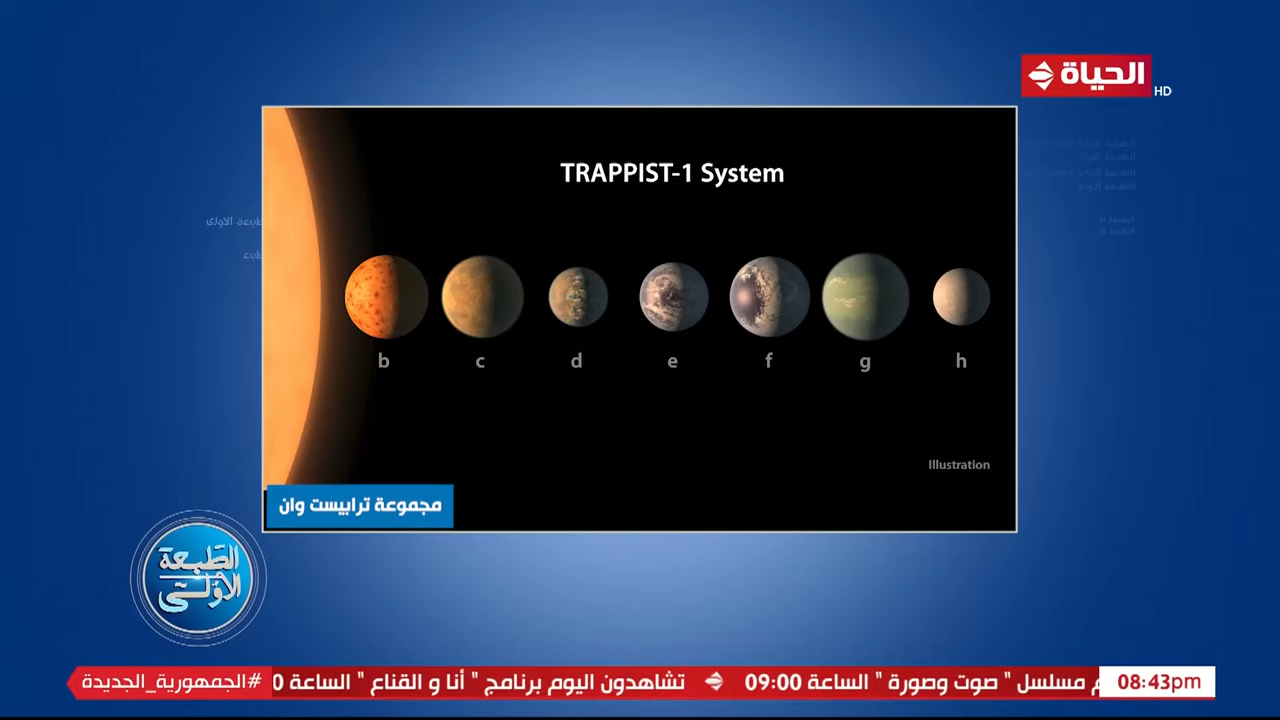 الحياة
HD
TRAPPIST-1 System
b c d e f g h
Illustration
مجموعة ترابيست وان
الطبعة
الأولى
#الجمهورية_الجديدة
م مسلسل " صوت وصورة " الساعة 09:00 تشاهدون اليوم برنامج " أنا و القناع " الساعة 0
08:43pm